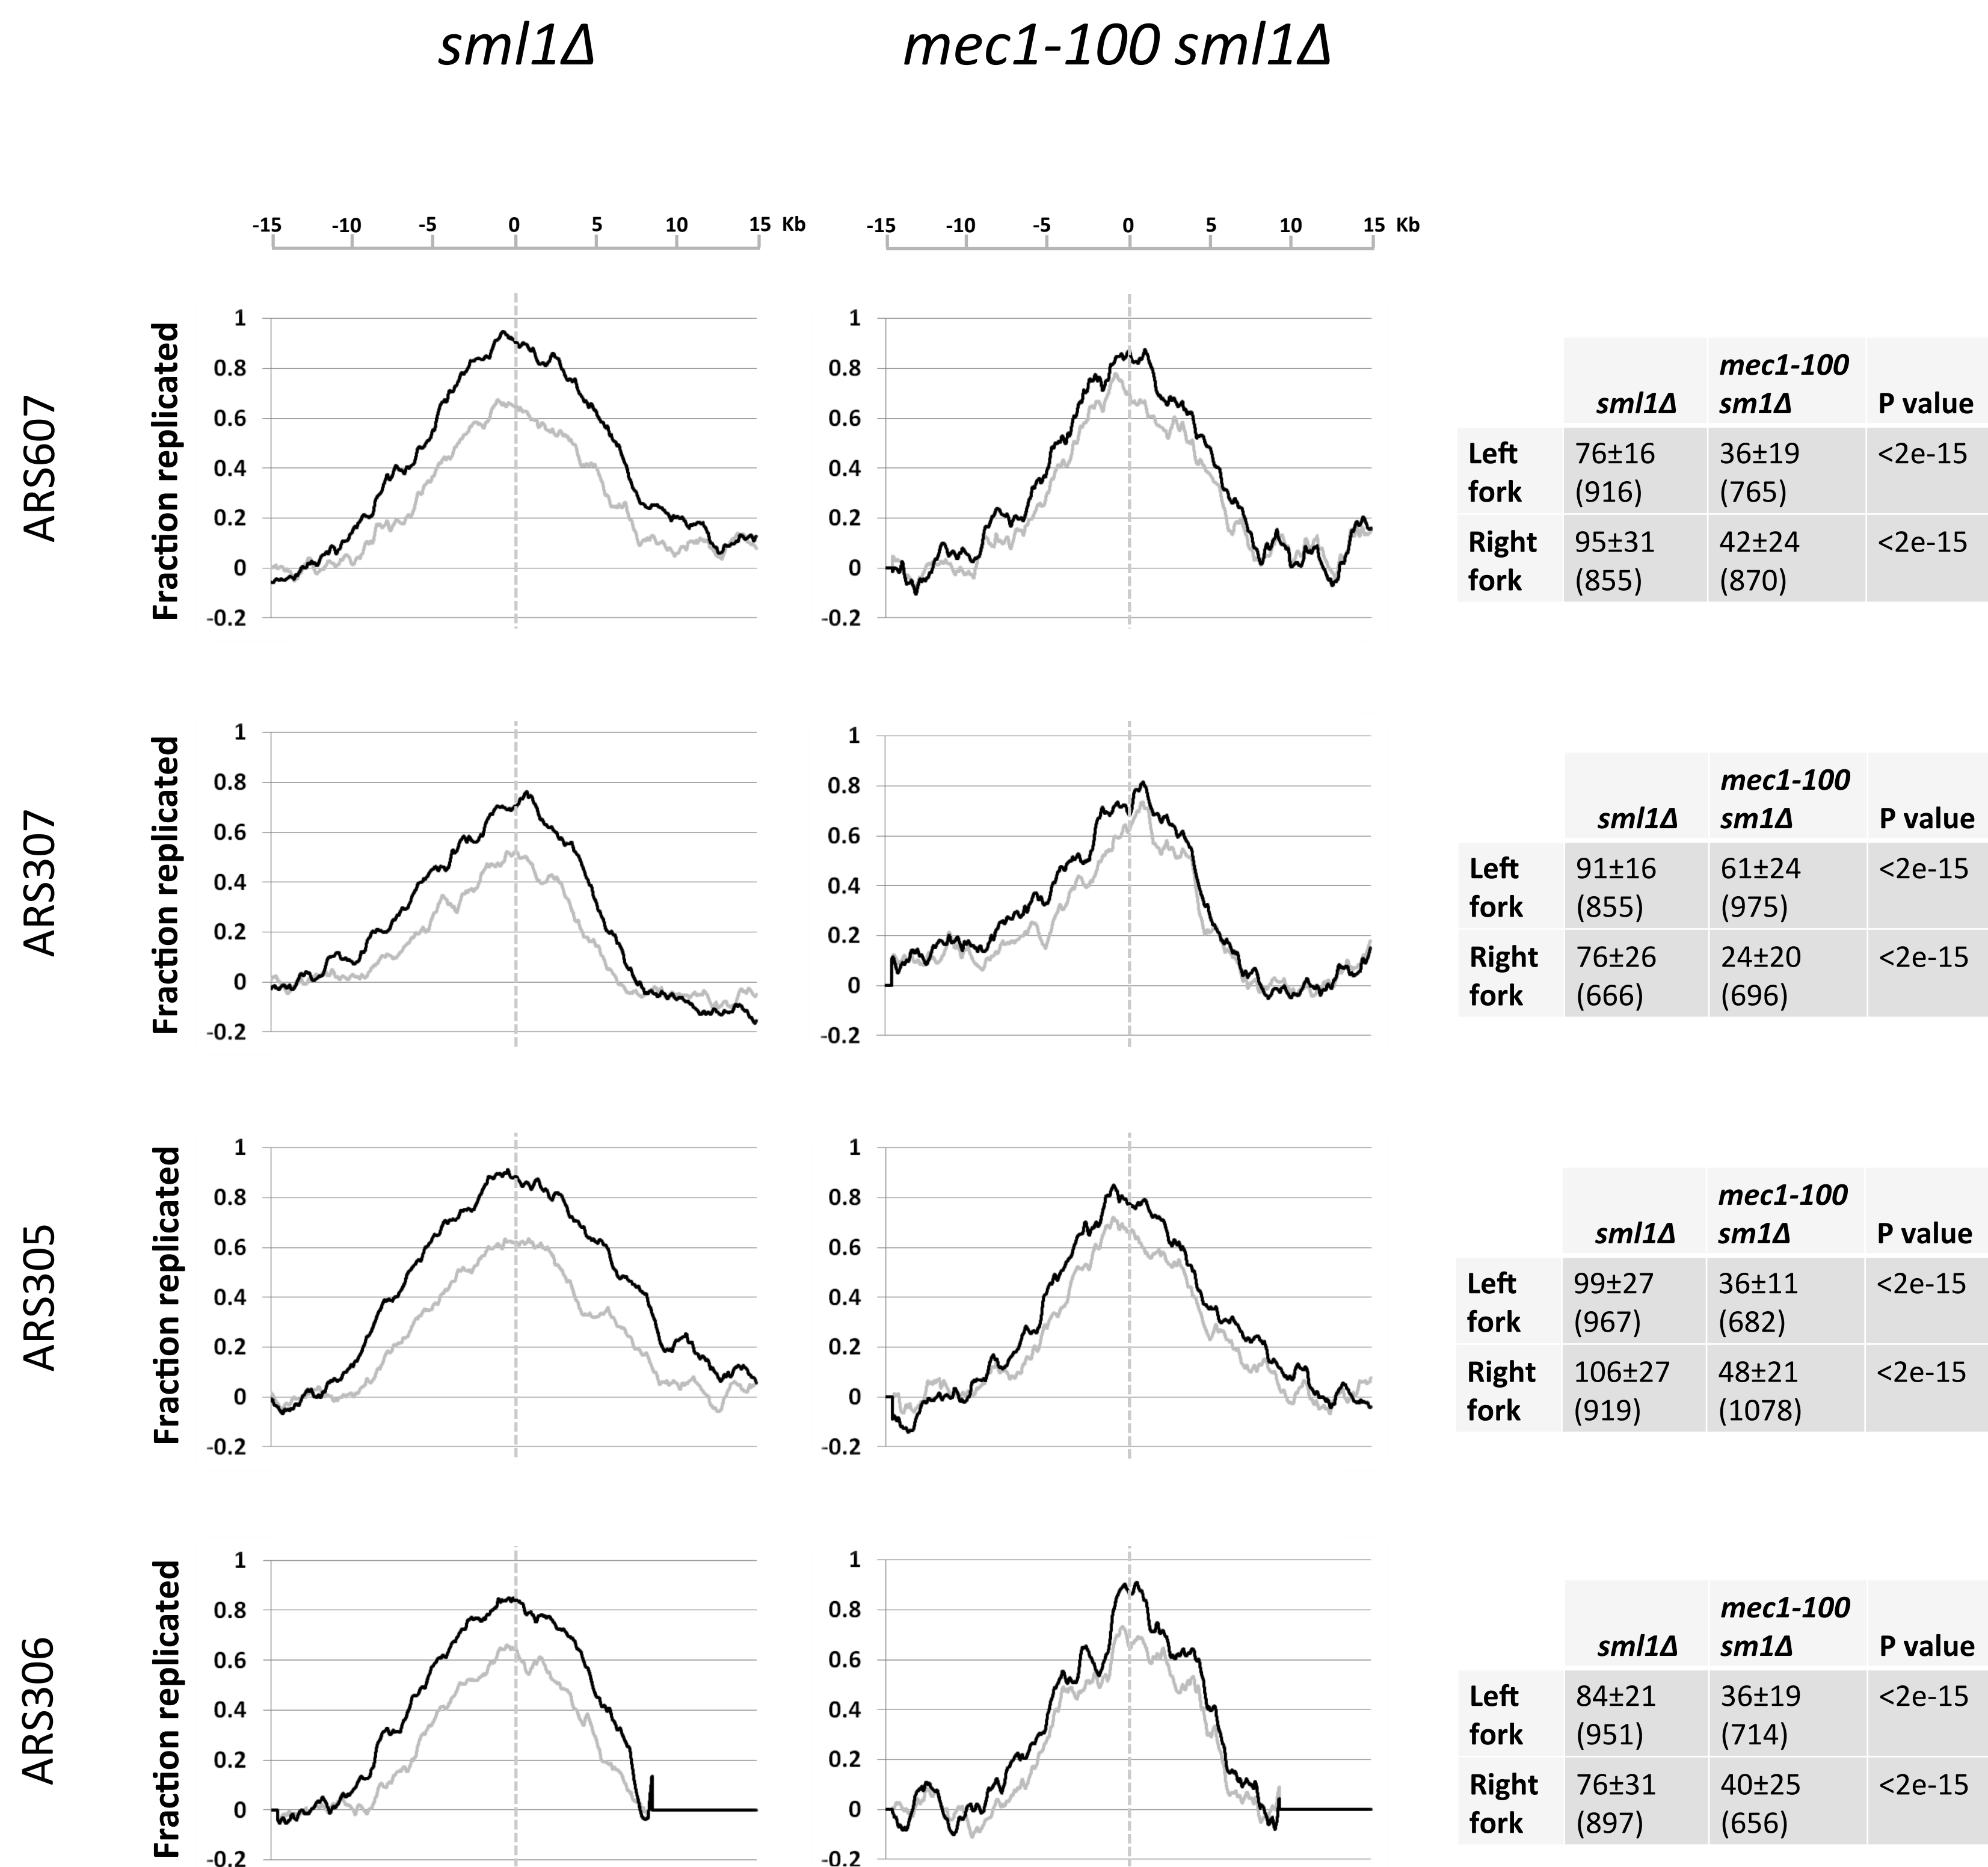 sml1Δ mec1-100 sml1Δ
-15 -10 -5 0 5 10 15 Kb -15 -10 -5 0 5 10 15 Kb
ARS607
Fraction replicated
1
0.8
0.6
0.4
0.2
0
-0.2
1
0.8
0.6
0.4
0.2
0
-0.2
mec1-100
sml1Δ sm1Δ P value
Left 76±16 36±19 <2e-15
fork (916) (765)
Right 95±31 42±24 <2e-15
fork (855) (870)
ARS307
Fraction replicated
1
0.8
0.6
0.4
0.2
0
-0.2
1
0.8
0.6
0.4
0.2
0
-0.2
mec1-100
sml1Δ sm1Δ P value
Left 91±16 61±24 <2e-15
fork (855) (975)
Right 76±26 24±20 <2e-15
fork (666) (696)
ARS305
Fraction replicated
1
0.8
0.6
0.4
0.2
0
-0.2
1
0.8
0.6
0.4
0.2
0
-0.2
mec1-100
sml1Δ sm1Δ P value
Left 99±27 36±11 <2e-15
fork (967) (682)
Right 106±27 48±21 <2e-15
fork (919) (1078)
ARS306
Fraction replicated
1
0.8
0.6
0.4
0.2
0
-0.2
1
0.8
0.6
0.4
0.2
0
-0.2
mec1-100
sml1Δ sm1Δ P value
Left 84±21 36±19 <2e-15
fork (951) (714)
Right 76±31 40±25 <2e-15
fork (897) (656)